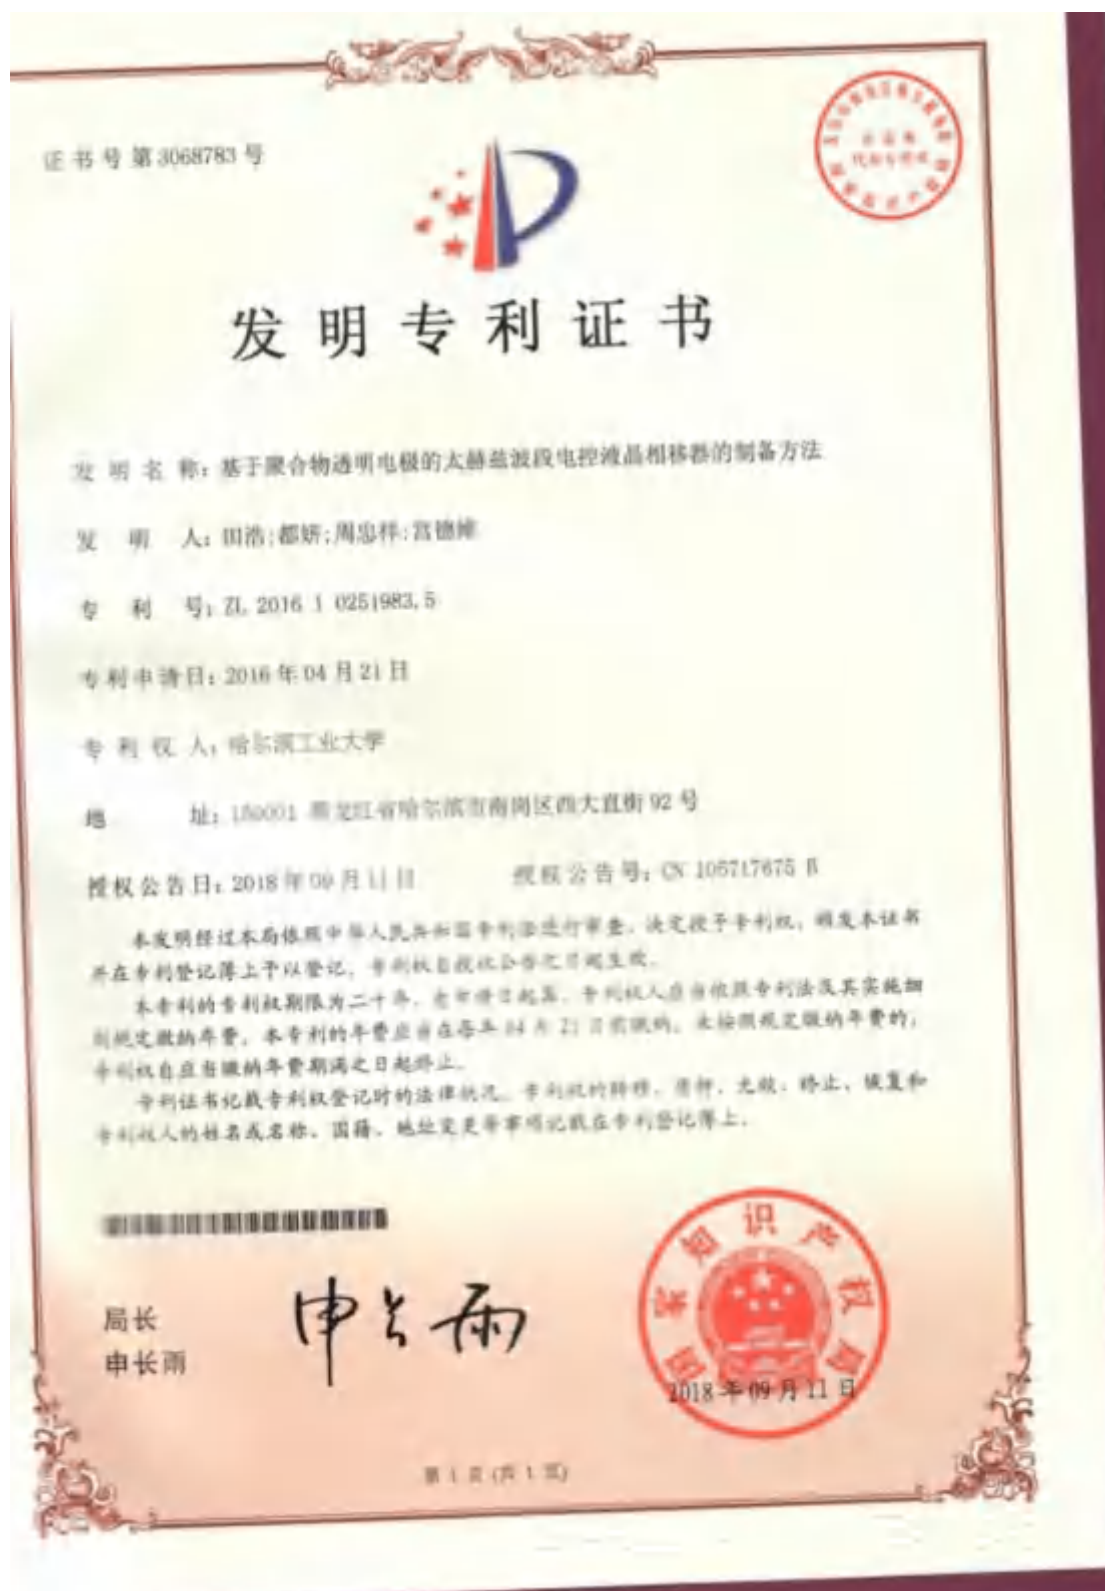 证书号第3068783号
发明专利证书
发明名称：基于聚合物透明电极的太赫兹波段电控液晶相移器的制备方法
发明人：田浩;都妍;周忠祥;宫德维
专利号：ZL 2016 1 0251983.5
专利申请日：2016年04月21日
专利权人：哈尔滨工业大学
地址：150001 黑龙江省哈尔滨市南岗区西大直街92号
授权公告日：2018年09月11日 授权公告号：CN 105717675 B
本发明经过本局依照中华人民共和国专利法进行审查，决定授予专利权，颁发本证书
并在专利登记簿上予以登记。专利权自授权公告之日起生效。
本专利的专利权期限为二十年，自申请日起算。专利权人应当依照专利法及其实施细
则规定缴纳年费。本专利的年费应当在每年04月21日前缴纳。未按照规定缴纳年费的，
专利权自应当缴纳年费期满之日起终止。
专利证书记载专利权登记时的法律状况。专利权的转移、质押、无效、终止、恢复和
专利权人的姓名或名称、国籍、地址变更等事项记载在专利登记簿上。
局长
申长雨
申长雨
国家知识产权局
2018年09月11日
第1页(共1页)